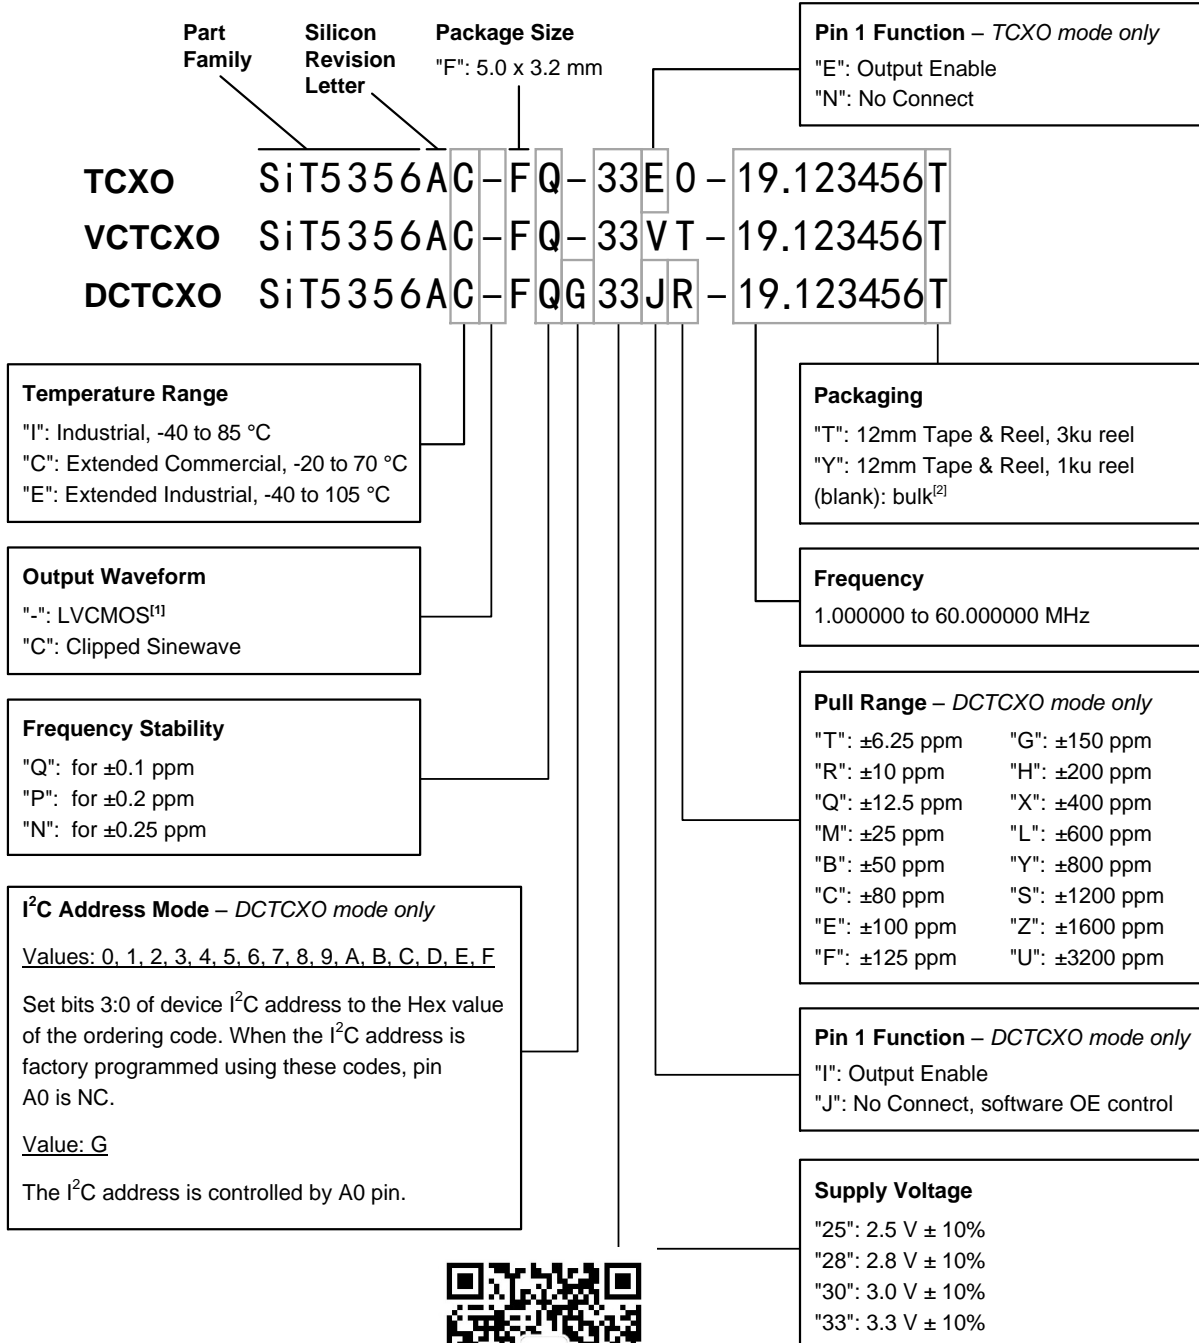 Part Family
Silicon Revision Letter
Package Size
"F": 5.0 x 3.2 mm
Pin 1 Function – TCXO mode only
"E": Output Enable
"N": No Connect
TCXO SiT5356AC-FQ-33E0-19.123456T
VCTCXO SiT5356AC-FQ-33VT-19.123456T
DCTCXO SiT5356AC-FQG33JR-19.123456T
Temperature Range
"I": Industrial, -40 to 85 °C
"C": Extended Commercial, -20 to 70 °C
"E": Extended Industrial, -40 to 105 °C
Output Waveform
"-": LVCMOS[1]
"C": Clipped Sinewave
Frequency Stability
"Q": for ±0.1 ppm
"P": for ±0.2 ppm
"N": for ±0.25 ppm
I²C Address Mode – DCTCXO mode only
Values: 0, 1, 2, 3, 4, 5, 6, 7, 8, 9, A, B, C, D, E, F
Set bits 3:0 of device I²C address to the Hex value
of the ordering code. When the I²C address is
factory programmed using these codes, pin
A0 is NC.
Value: G
The I²C address is controlled by A0 pin.
Packaging
"T": 12mm Tape & Reel, 3ku reel
"Y": 12mm Tape & Reel, 1ku reel
(blank): bulk[2]
Frequency
1.000000 to 60.000000 MHz
Pull Range – DCTCXO mode only
"T": ±6.25 ppm "G": ±150 ppm
"R": ±10 ppm "H": ±200 ppm
"Q": ±12.5 ppm "X": ±400 ppm
"M": ±25 ppm "L": ±600 ppm
"B": ±50 ppm "Y": ±800 ppm
"C": ±80 ppm "S": ±1200 ppm
"E": ±100 ppm "Z": ±1600 ppm
"F": ±125 ppm "U": ±3200 ppm
Pin 1 Function – DCTCXO mode only
"I": Output Enable
"J": No Connect, software OE control
Supply Voltage
"25": 2.5 V ± 10%
"28": 2.8 V ± 10%
"30": 3.0 V ± 10%
"33": 3.3 V ± 10%